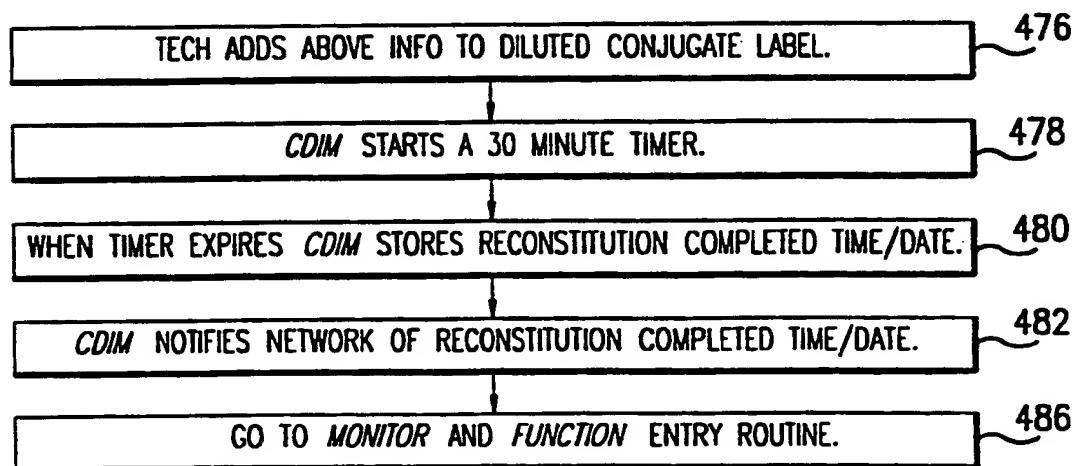 TECH ADDS ABOVE INFO TO DILUTED CONJUGATE LABEL. 476
CDIM STARTS A 30 MINUTE TIMER. 478
WHEN TIMER EXPIRES CDIM STORES RECONSTITUTION COMPLETED TIME/DATE. 480
CDIM NOTIFIES NETWORK OF RECONSTITUTION COMPLETED TIME/DATE. 482
GO TO MONITOR AND FUNCTION ENTRY ROUTINE. 486